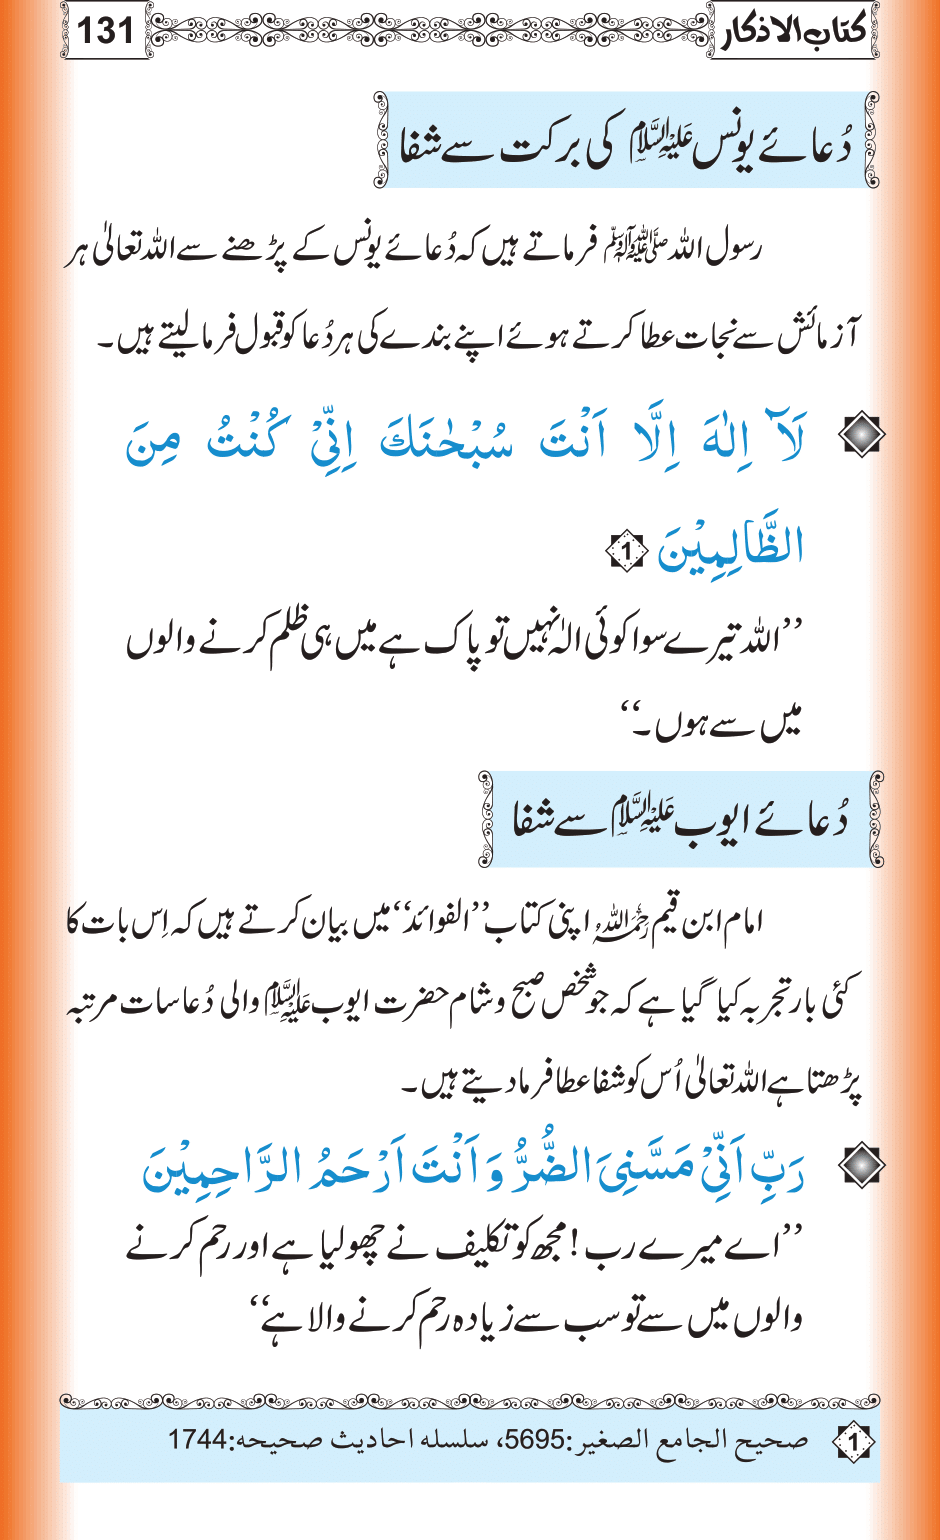 كتاب الاذكار
131
دُعائے یونس علیہ السلام کی برکت سے شفا
رسول اللہ ﷺ فرماتے ہیں کہ دُعائے یونس کے پڑھنے سے اللہ تعالیٰ ہر
آزمائش سے نجات عطا کرتے ہوئے اپنے بندے کی ہر دُعا کو قبول فرما لیتے ہیں۔
لَآ اِلٰهَ اِلَّا اَنْتَ سُبْحٰنَكَ اِنِّيْ كُنْتُ مِنَ
الظَّالِمِيْنَ 1
’’اللہ تیرے سوا کوئی الٰہ نہیں تو پاک ہے میں ہی ظلم کرنے والوں
میں سے ہوں۔‘‘
دُعائے ایوب علیہ السلام سے شفا
امام ابن قیم رحمہ اللہ اپنی کتاب ’’الفوائد‘‘ میں بیان کرتے ہیں کہ اِس بات کا
کئی بار تجربہ کیا گیا ہے کہ جو شخص صبح و شام حضرت ایوب علیہ السلام والی دُعا سات مرتبہ
پڑھتا ہے اللہ تعالیٰ اُس کو شفا عطا فرما دیتے ہیں۔
رَبِّ اَنِّيْ مَسَّنِيَ الضُّرُّ وَ اَنْتَ اَرْحَمُ الرَّاحِمِيْنَ
’’اے میرے رب! مجھ کو تکلیف نے چھو لیا ہے اور رحم کرنے
والوں میں سے تو سب سے زیادہ رحم کرنے والا ہے‘‘
1 صحيح الجامع الصغير:5695، سلسله احاديث صحيحه:1744